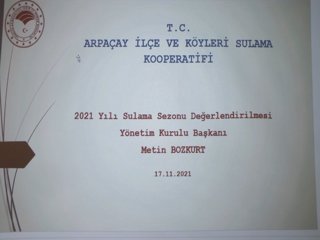 T.C.
ARPAÇAY İLÇE VE KÖYLERİ SULAMA
KOOPERATİFİ
2021 Yılı Sulama Sezonu Değerlendirilmesi
Yönetim Kurulu Başkanı
Metin BOZKURT
17.11.2021